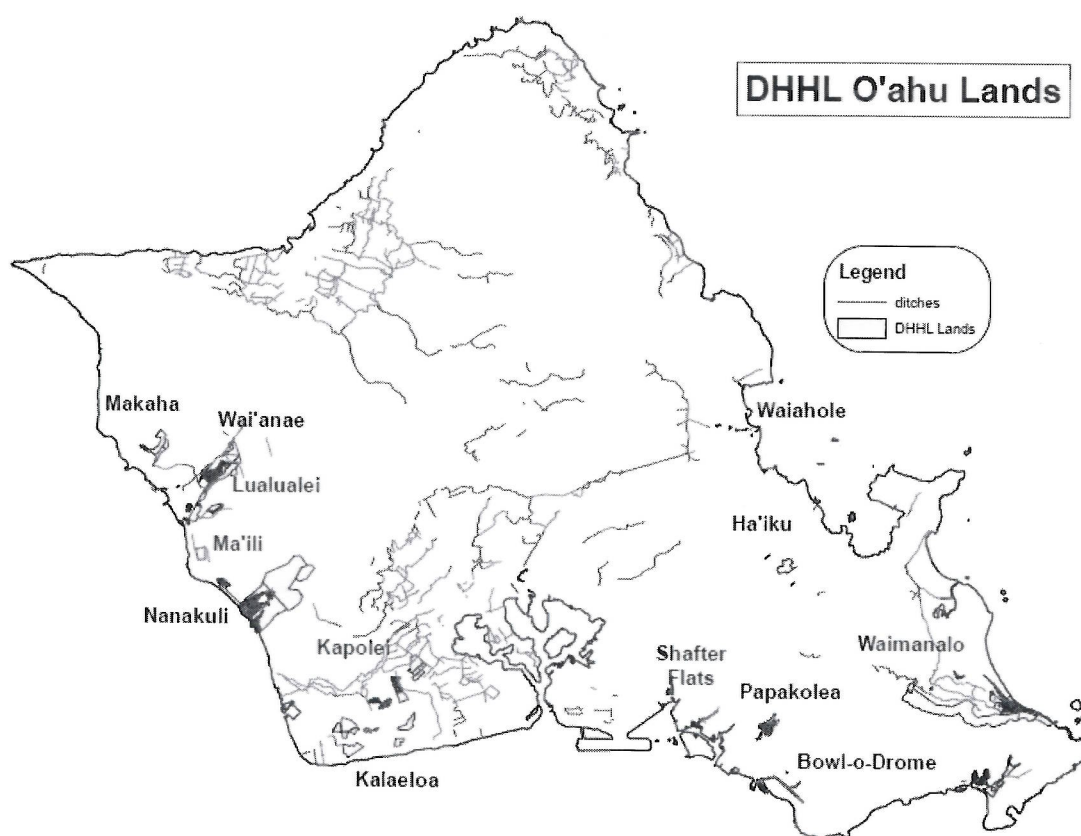 DHHL O'ahu Lands
Legend
ditches
DHHL Lands
Makaha
Wai'anae
Lualualei
Ma'ili
Nanakuli
Kapolei
Kalaeloa
Waiahole
Ha'iku
Waimanalo
Shafter
Flats
Papakolea
Bowl-o-Drome